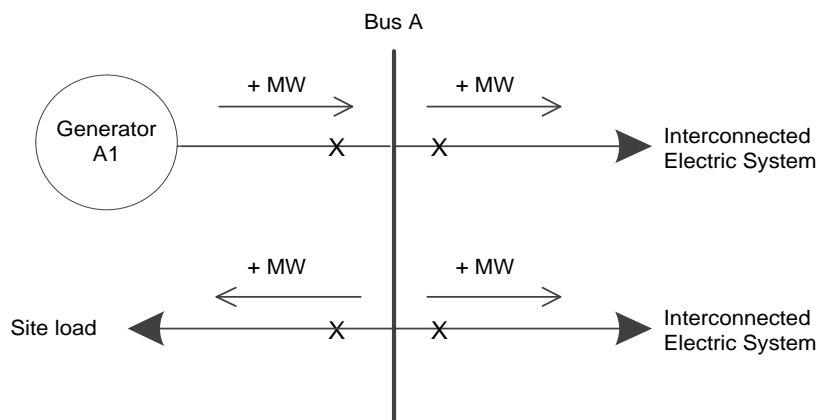 Bus A
+ MW
+ MW
Generator
A1
X
X
Interconnected
Electric System
+ MW
+ MW
Site load
X
X
Interconnected
Electric System